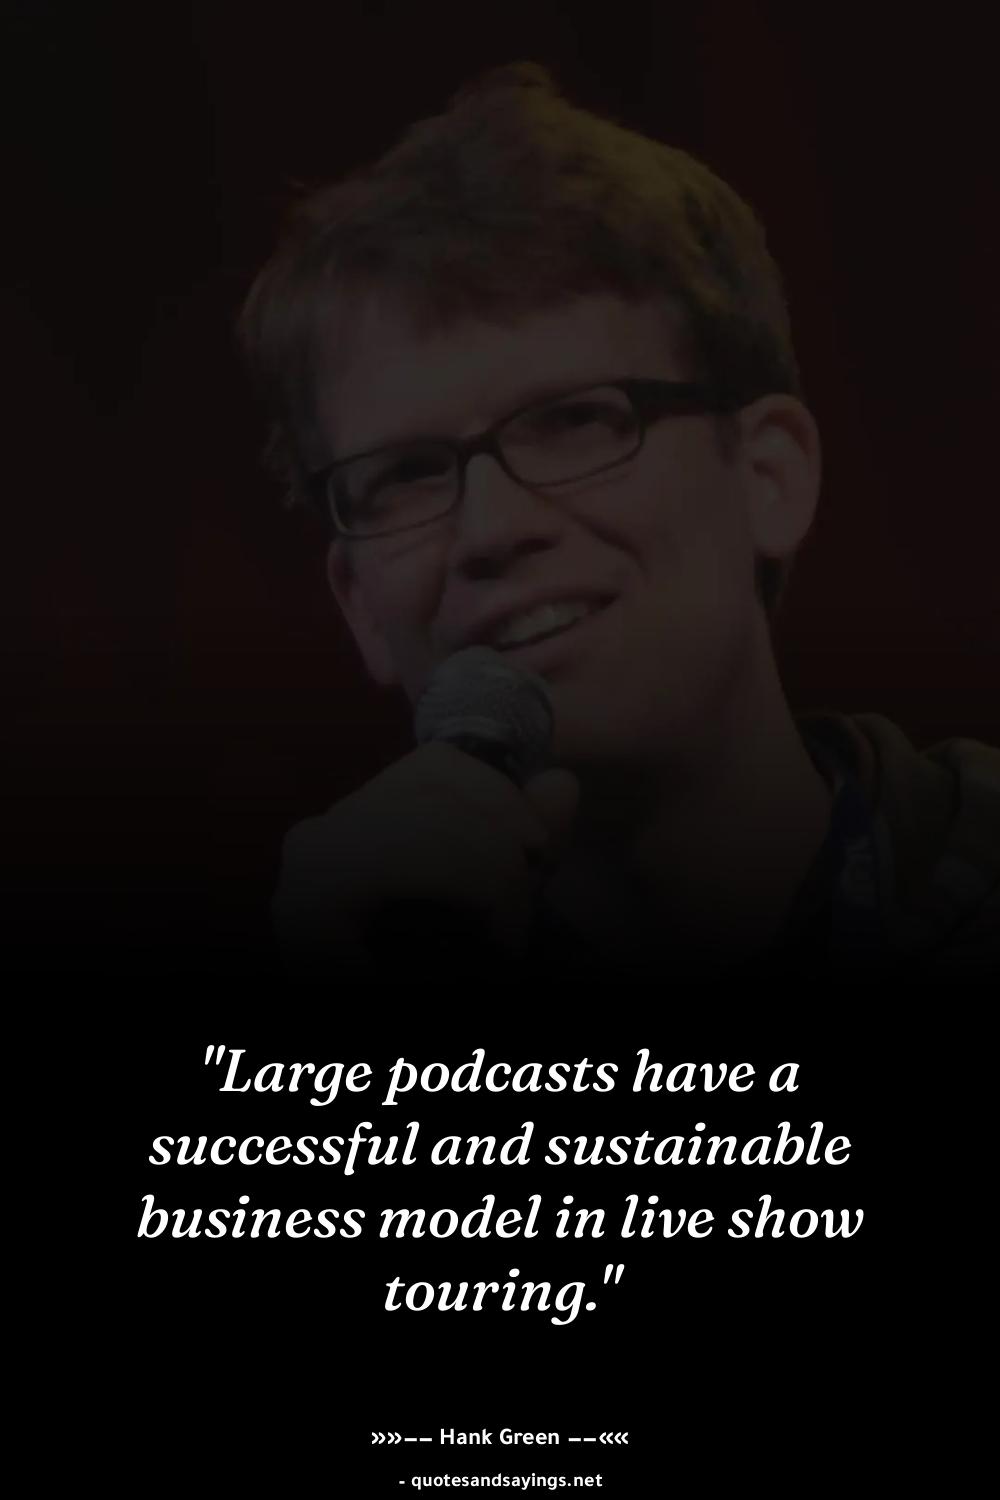 "Large podcasts have a
successful and sustainable
business model in live show
touring."
»»−− Hank Green −−««
- quotesandsayings.net